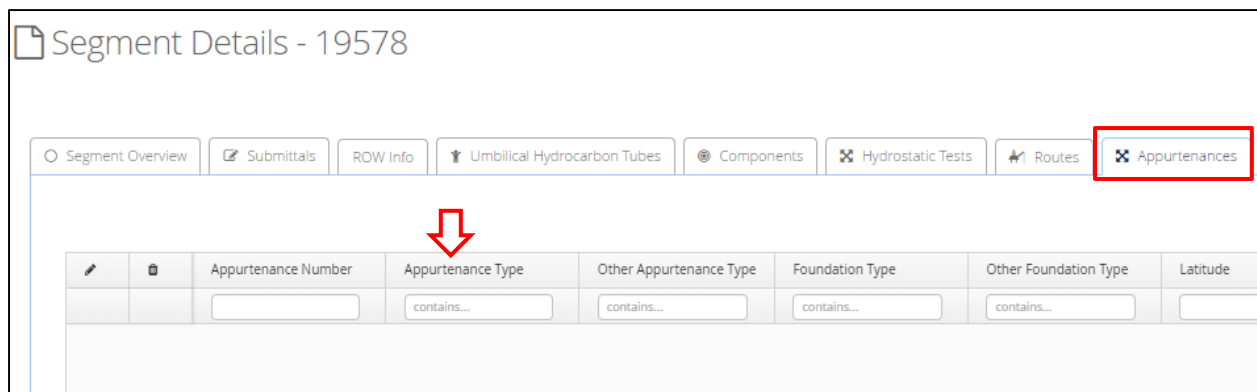 Segment Details - 19578
Segment Overview Submittals ROW Info Umbilical Hydrocarbon Tubes Components Hydrostatic Tests Routes Appurtenances
Appurtenance Number Appurtenance Type Other Appurtenance Type Foundation Type Other Foundation Type Latitude
contains... contains... contains... contains...